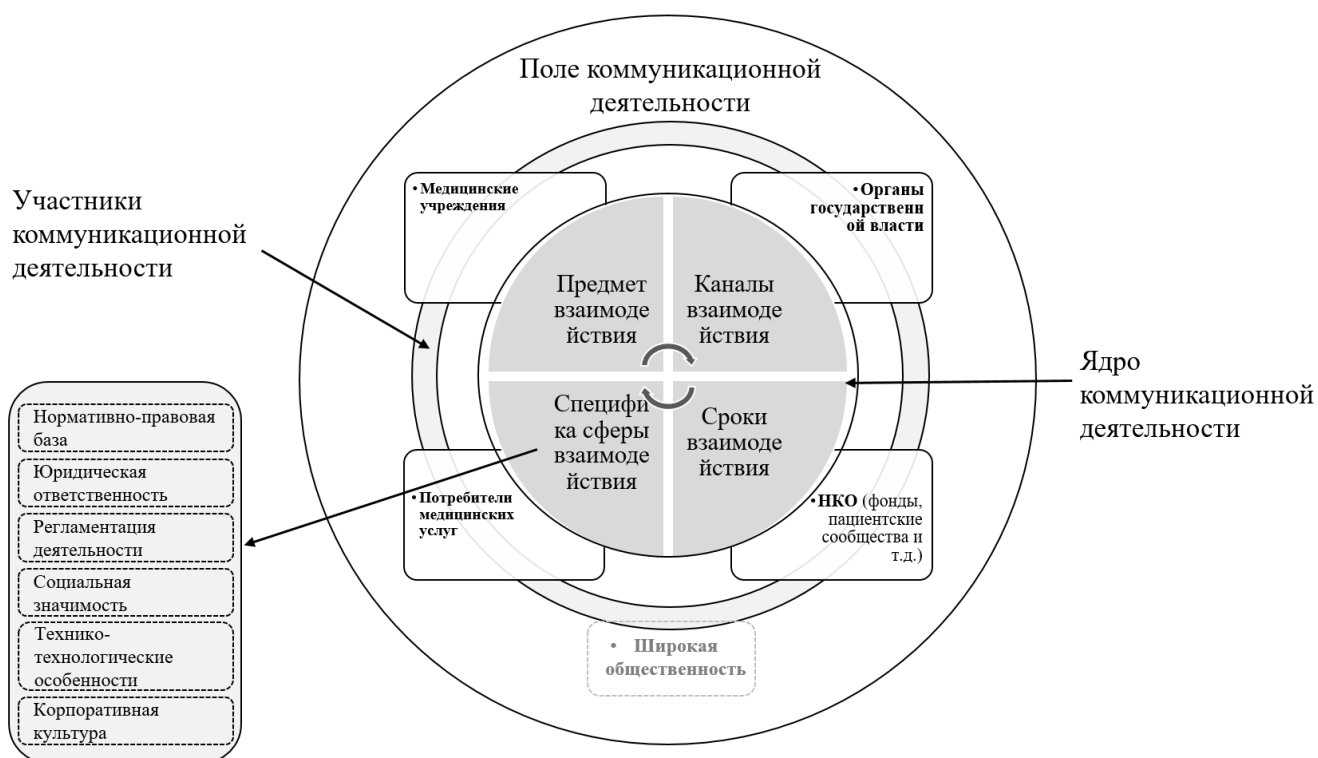 Поле коммуникационной
деятельности
Участники
коммуникационной
деятельности
• Медицинские
учреждения
• Органы
государственн
ой власти
Предмет
взаимоде
йствия
Каналы
взаимоде
йствия
Специфи
ка сферы
взаимоде
йствия
Сроки
взаимоде
йствия
Ядро
коммуникационной
деятельности
• Потребители
медицинских
услуг
• НКО (фонды,
пациентские
сообщества и
т.д.)
• Широкая
общественность
Нормативно-правовая
база
Юридическая
ответственность
Регламентация
деятельности
Социальная
значимость
Технико-
технологические
особенности
Корпоративная
культура